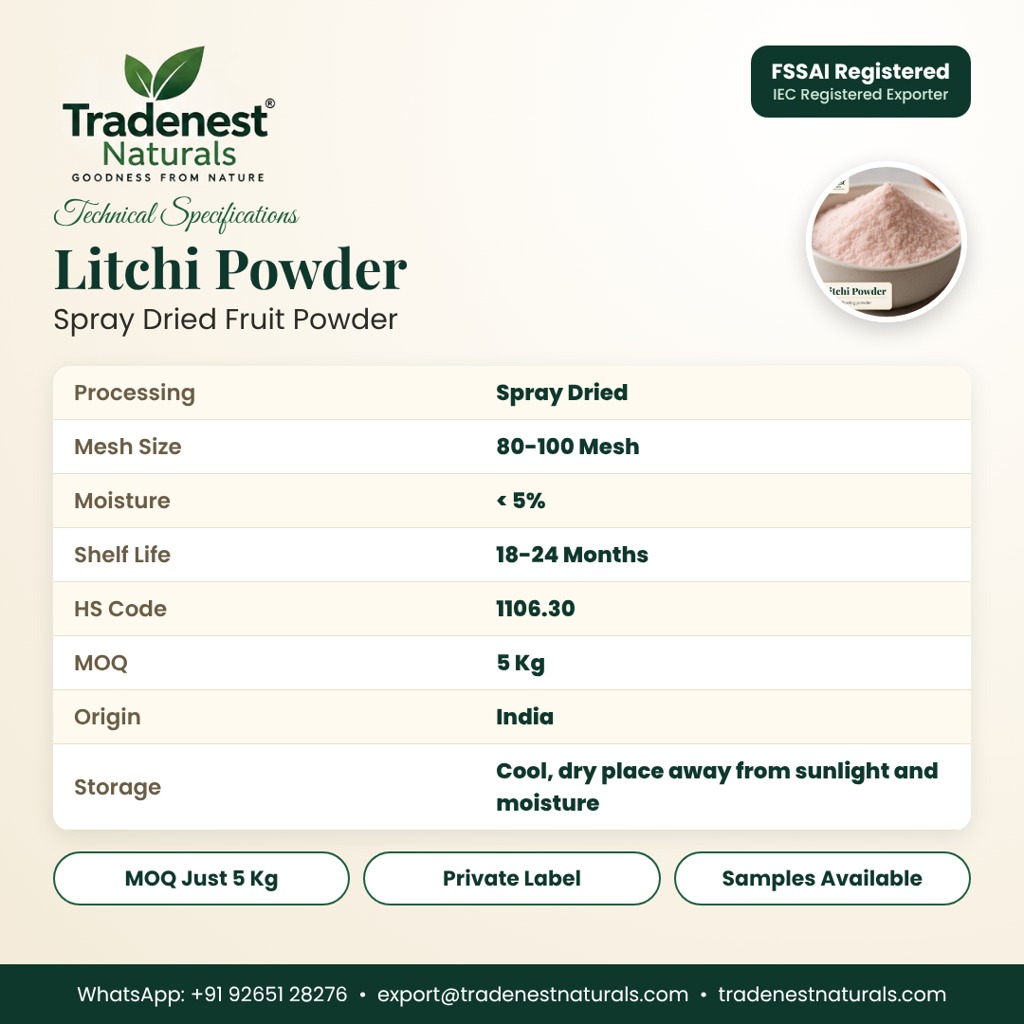 Tradenest®
Naturals
GOODNESS FROM NATURE
FSSAI Registered
IEC Registered Exporter
Technical Specifications
Litchi Powder
Spray Dried Fruit Powder
itchi Powder
Processing Spray Dried
Mesh Size 80-100 Mesh
Moisture < 5%
Shelf Life 18-24 Months
HS Code 1106.30
MOQ 5 Kg
Origin India
Storage Cool, dry place away from sunlight and
moisture
MOQ Just 5 Kg
Private Label
Samples Available
WhatsApp: +91 92651 28276 • export@tradenestnaturals.com • tradenestnaturals.com